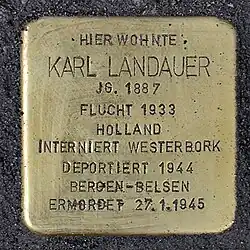 HIER WOHNTE
KARL LANDAUER
JG. 1887
FLUCHT 1933
HOLLAND
INTERNIERT WESTERBORK
DEPORTIERT 1944
BERGEN-BELSEN
ERMORDET 27.1.1945